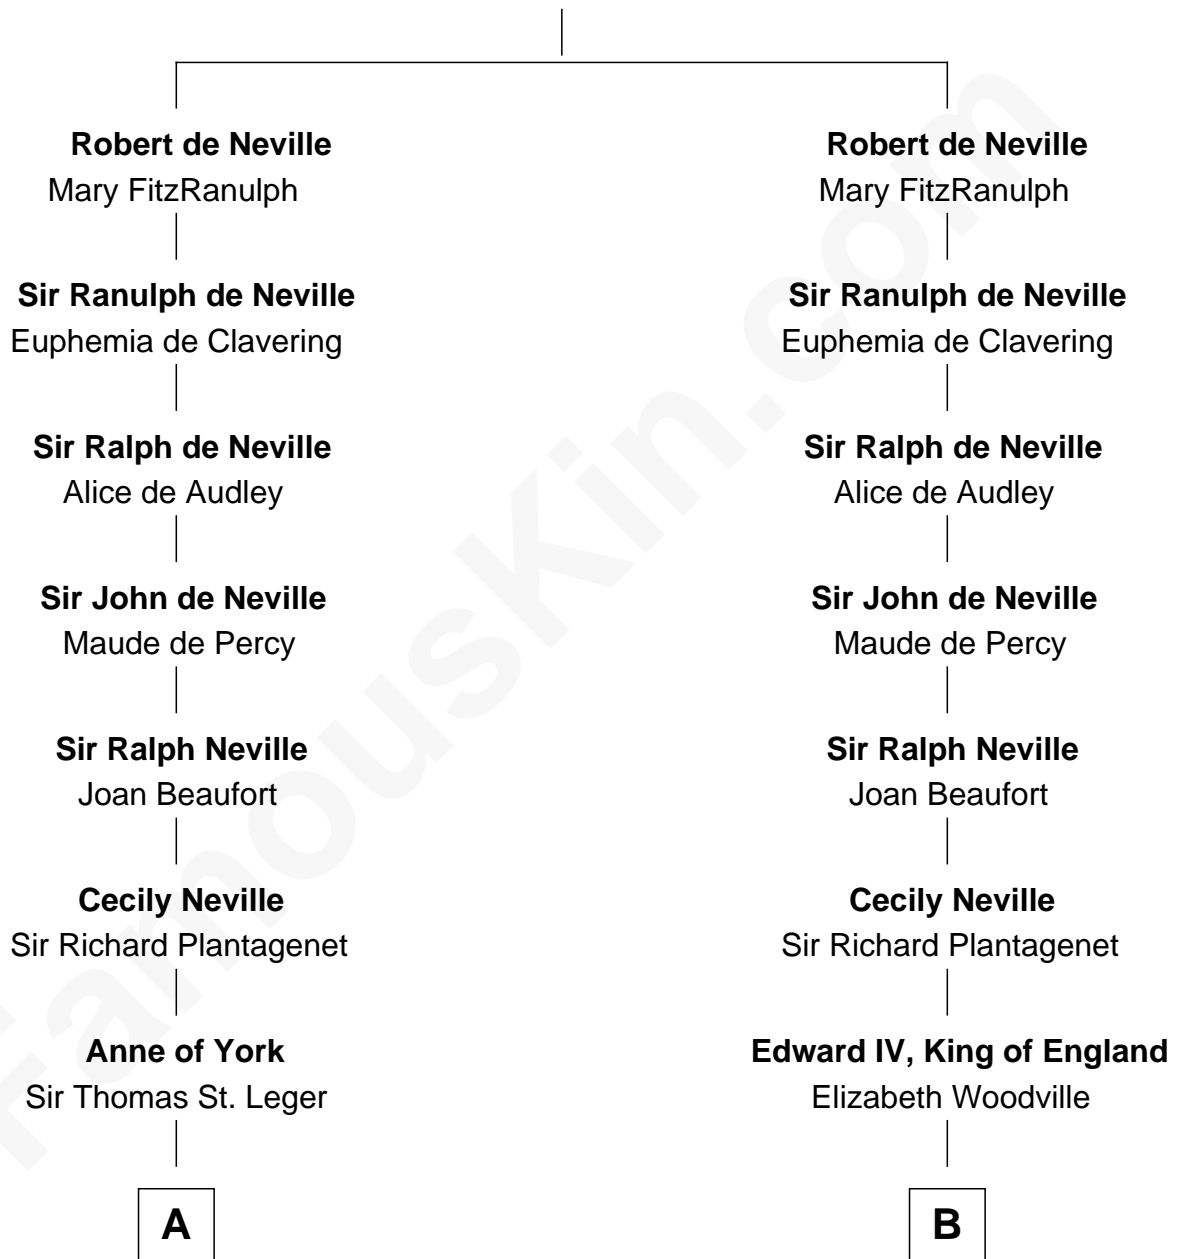 Robert de Neville
Mary FitzRanulph
Sir Ranulph de Neville
Euphemia de Clavering
Sir Ralph de Neville
Alice de Audley
Sir John de Neville
Maude de Percy
Sir Ralph Neville
Joan Beaufort
Cecily Neville
Sir Richard Plantagenet
Anne of York
Sir Thomas St. Leger
A
Robert de Neville
Mary FitzRanulph
Sir Ranulph de Neville
Euphemia de Clavering
Sir Ralph de Neville
Alice de Audley
Sir John de Neville
Maude de Percy
Sir Ralph Neville
Joan Beaufort
Cecily Neville
Sir Richard Plantagenet
Edward IV, King of England
Elizabeth Woodville
B
FamousKin.com